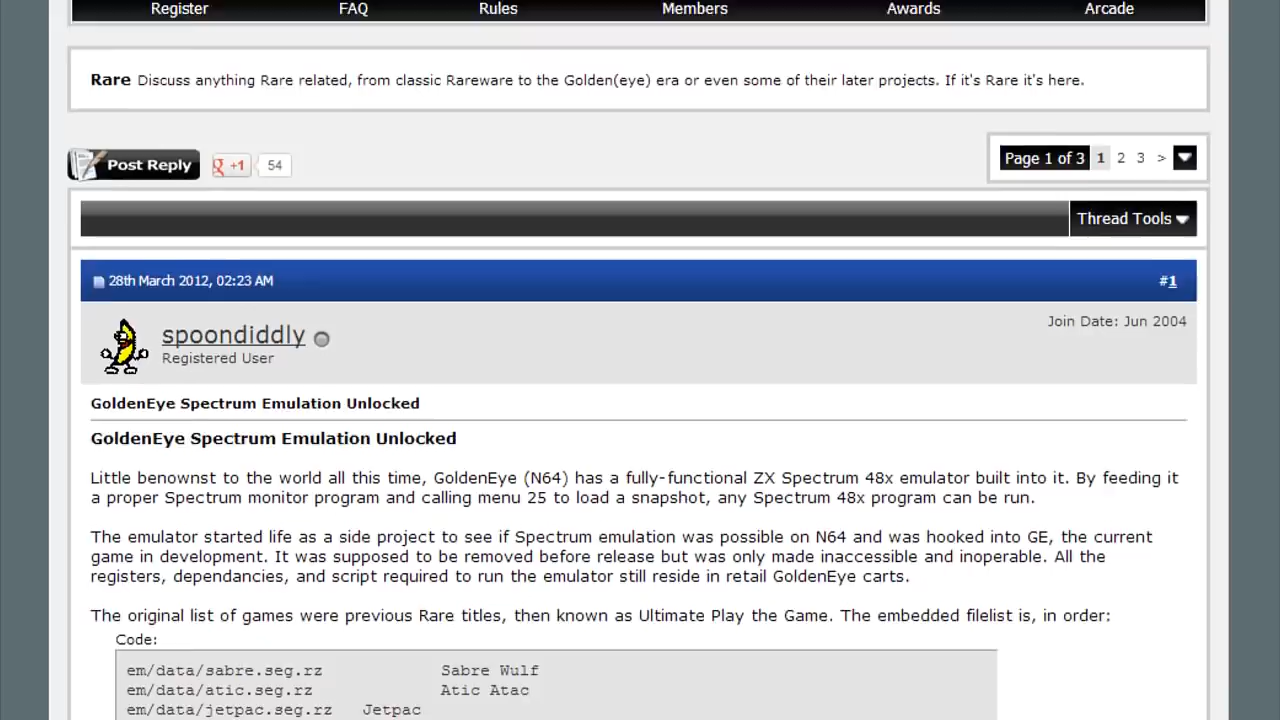 Register FAQ Rules Members Awards Arcade
Rare Discuss anything Rare related, from classic Rareware to the Golden(eye) era or even some of their later projects. If it's Rare it's here.
Post Reply +1 54 Page 1 of 3 1 2 3 >
Thread Tools
28th March 2012, 02:23 AM #1
spoondiddly Join Date: Jun 2004
Registered User
GoldenEye Spectrum Emulation Unlocked
GoldenEye Spectrum Emulation Unlocked
Little benownst to the world all this time, GoldenEye (N64) has a fully-functional ZX Spectrum 48x emulator built into it. By feeding it
a proper Spectrum monitor program and calling menu 25 to load a snapshot, any Spectrum 48x program can be run.
The emulator started life as a side project to see if Spectrum emulation was possible on N64 and was hooked into GE, the current
game in development. It was supposed to be removed before release but was only made inaccessible and inoperable. All the
registers, dependancies, and script required to run the emulator still reside in retail GoldenEye carts.
The original list of games were previous Rare titles, then known as Ultimate Play the Game. The embedded filelist is, in order:
Code:
em/data/sabre.seg.rz Sabre Wulf
em/data/atic.seg.rz Atic Atac
em/data/jetpac.seg.rz Jetpac